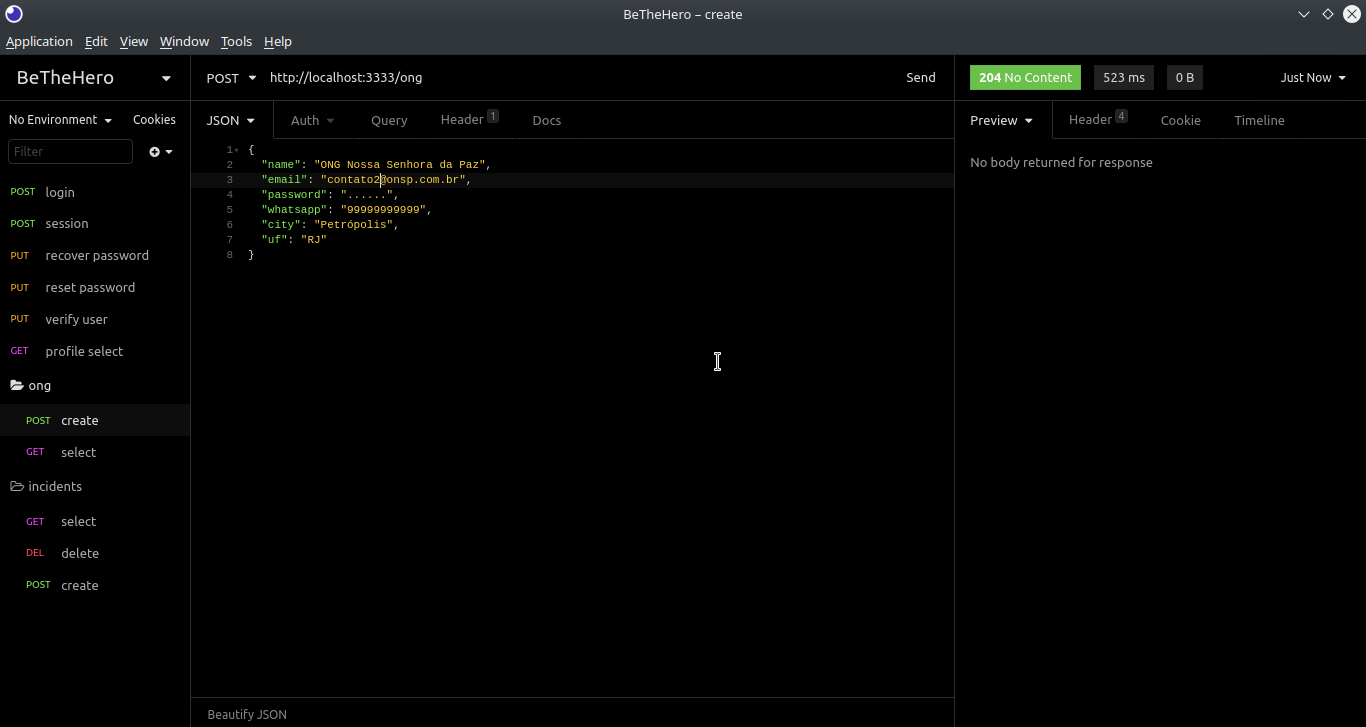 BeTheHero – create
Application Edit View Window Tools Help
BeTheHero
POST http://localhost:3333/ong Send
204 No Content 523 ms 0 B Just Now
No Environment Cookies
JSON Auth Query Header 1 Docs
Preview Header 4 Cookie Timeline
Filter
POST login
POST session
PUT recover password
PUT reset password
PUT verify user
GET profile select
ong
POST create
GET select
incidents
GET select
DEL delete
POST create
1 {
2 "name": "ONG Nossa Senhora da Paz",
3 "email": "contato2@onsp.com.br",
4 "password": "......",
5 "whatsapp": "99999999999",
6 "city": "Petrópolis",
7 "uf": "RJ"
8 }
No body returned for response
Beautify JSON